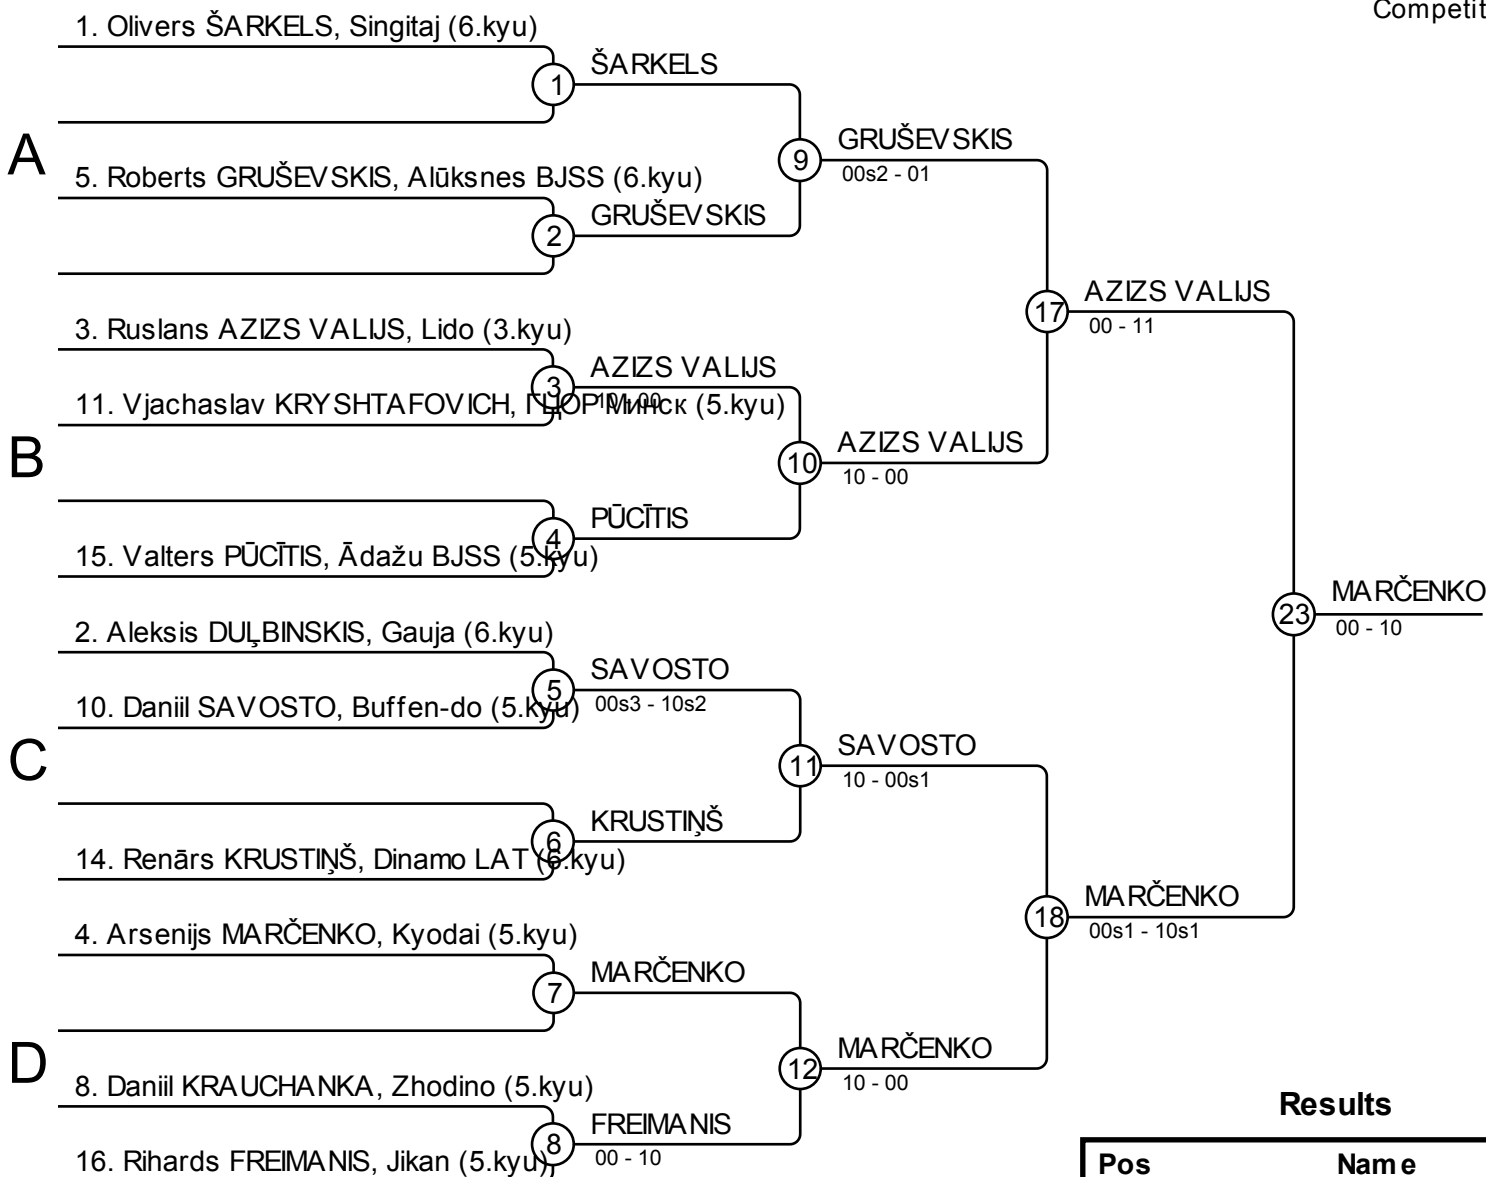 Competit
1. Olivers ŠARKELS, Singitaj (6.kyu)
1
ŠARKELS
A
5. Roberts GRUŠEVSKIS, Alūksnes BJSS (6.kyu)
2
GRUŠEVSKIS
9
GRUŠEVSKIS
00s2 - 01
3. Ruslans AZIZS VALIJS, Lido (3.kyu)
3
AZIZS VALIJS
10 - 00
11. Vjachaslav KRYSHTAFOVICH, ГЦОР Минск (5.kyu)
B
10
AZIZS VALIJS
10 - 00
4
PŪCĪTIS
15. Valters PŪCĪTIS, Ādažu BJSS (5.kyu)
17
AZIZS VALIJS
00 - 11
2. Aleksis DUĻBINSKIS, Gauja (6.kyu)
5
SAVOSTO
00s3 - 10s2
10. Daniil SAVOSTO, Buffen-do (5.kyu)
C
11
SAVOSTO
10 - 00s1
6
KRUSTIŅŠ
14. Renārs KRUSTIŅŠ, Dinamo LAT (6.kyu)
4. Arsenijs MARČENKO, Kyodai (5.kyu)
7
MARČENKO
D
12
MARČENKO
10 - 00
8. Daniil KRAUCHANKA, Zhodino (5.kyu)
8
FREIMANIS
00 - 10
16. Rihards FREIMANIS, Jikan (5.kyu)
18
MARČENKO
00s1 - 10s1
23
MARČENKO
00 - 10
Results
Pos Name